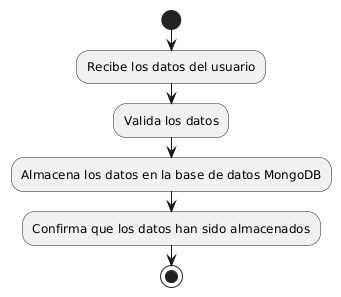 Recibe los datos del usuario
Valida los datos
Almacena los datos en la base de datos MongoDB
Confirma que los datos han sido almacenados